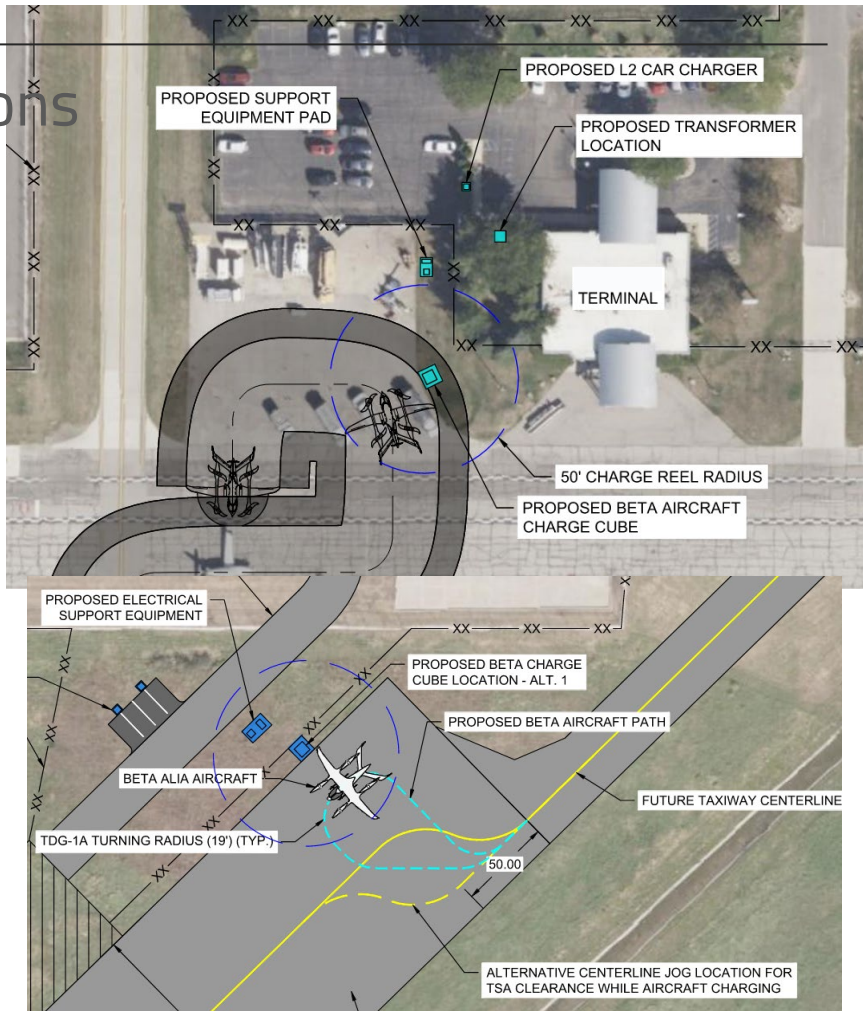 ons
PROPOSED L2 CAR CHARGER
PROPOSED SUPPORT
EQUIPMENT PAD
PROPOSED TRANSFORMER
LOCATION
TERMINAL
50' CHARGE REEL RADIUS
PROPOSED BETA AIRCRAFT
CHARGE CUBE
PROPOSED ELECTRICAL
SUPPORT EQUIPMENT
PROPOSED BETA CHARGE
CUBE LOCATION - ALT. 1
PROPOSED BETA AIRCRAFT PATH
BETA ALIA AIRCRAFT
FUTURE TAXIWAY CENTERLINE
TDG-1A TURNING RADIUS (19') (TYP.)
50.00
ALTERNATIVE CENTERLINE JOG LOCATION FOR
TSA CLEARANCE WHILE AIRCRAFT CHARGING